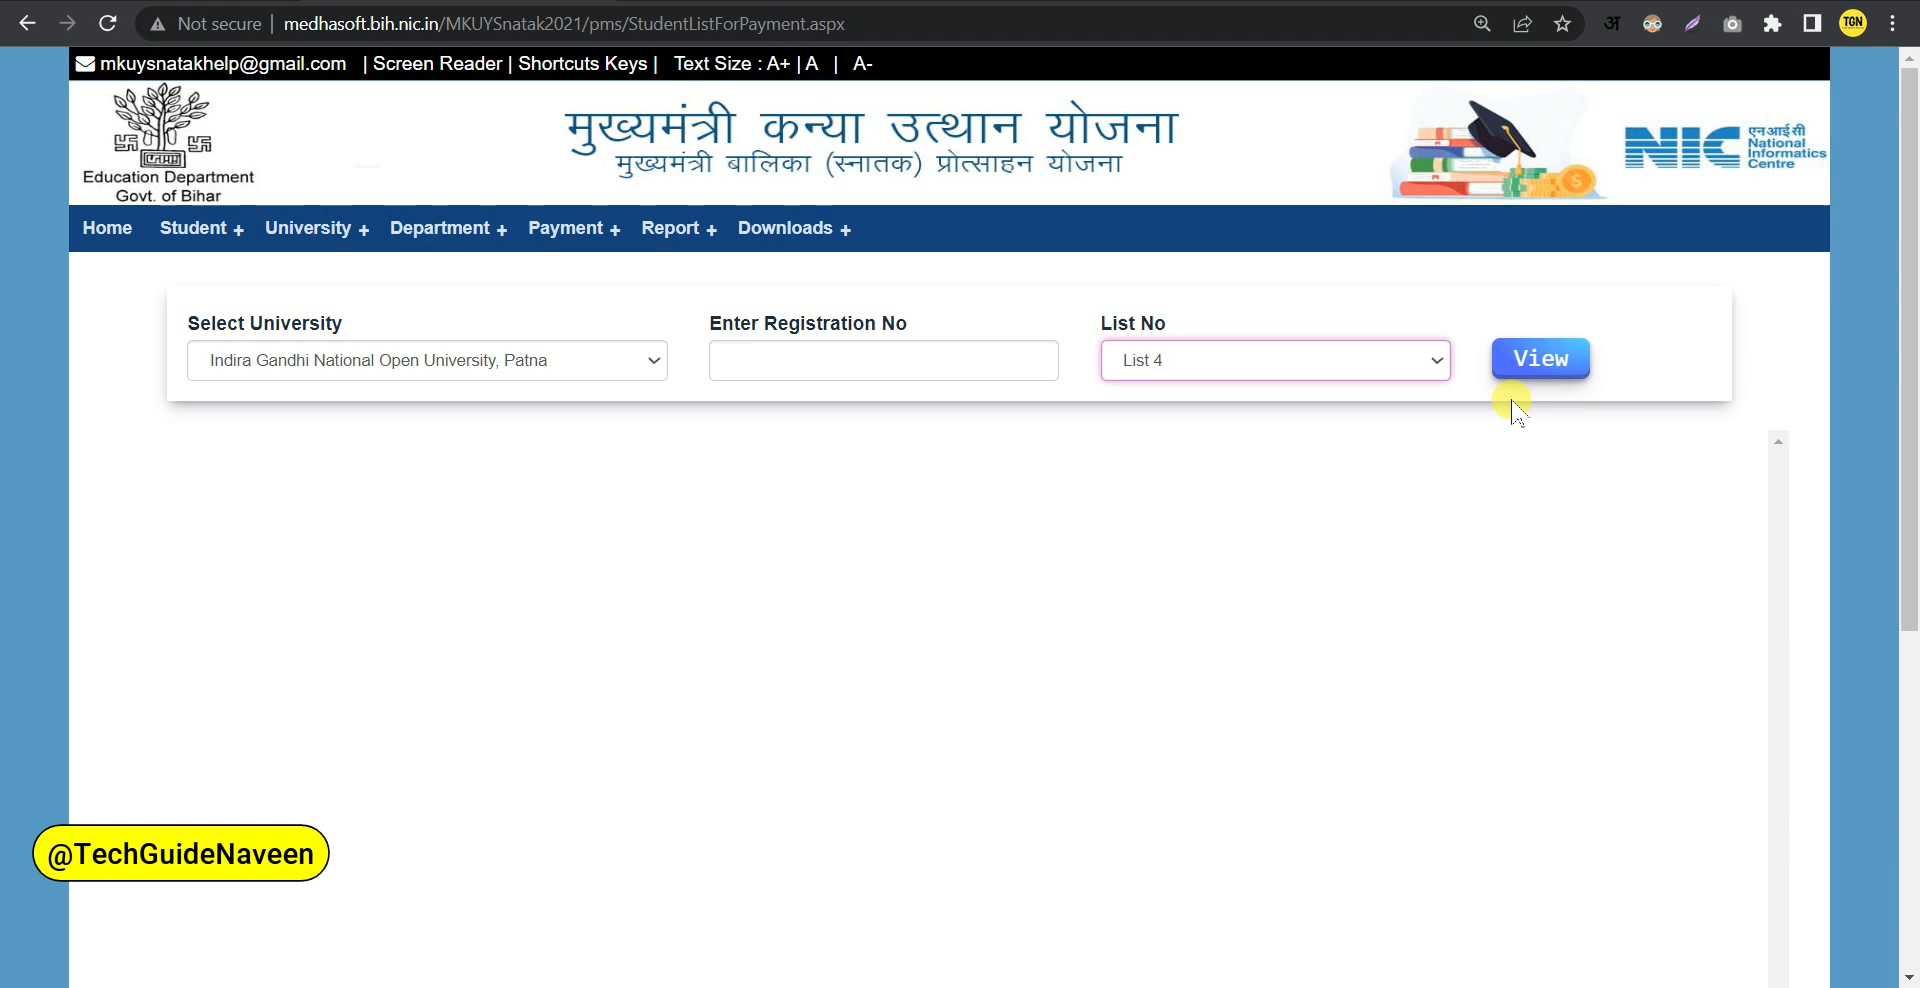 Not secure | medhasoft.bih.nic.in/MKUYSnatak2021/pms/StudentListForPayment.aspx
अ
TGN
mkuysnatakhelp@gmail.com | Screen Reader | Shortcuts Keys | Text Size : A+ | A | A-
Education Department
Govt. of Bihar
मुख्यमंत्री कन्या उत्थान योजना
मुख्यमंत्री बालिका (स्नातक) प्रोत्साहन योजना
NIC
एन आई सी
National
Informatics
Centre
Home Student + University + Department + Payment + Report + Downloads +
Select University Enter Registration No List No
Indira Gandhi National Open University, Patna List 4 View
@TechGuideNaveen